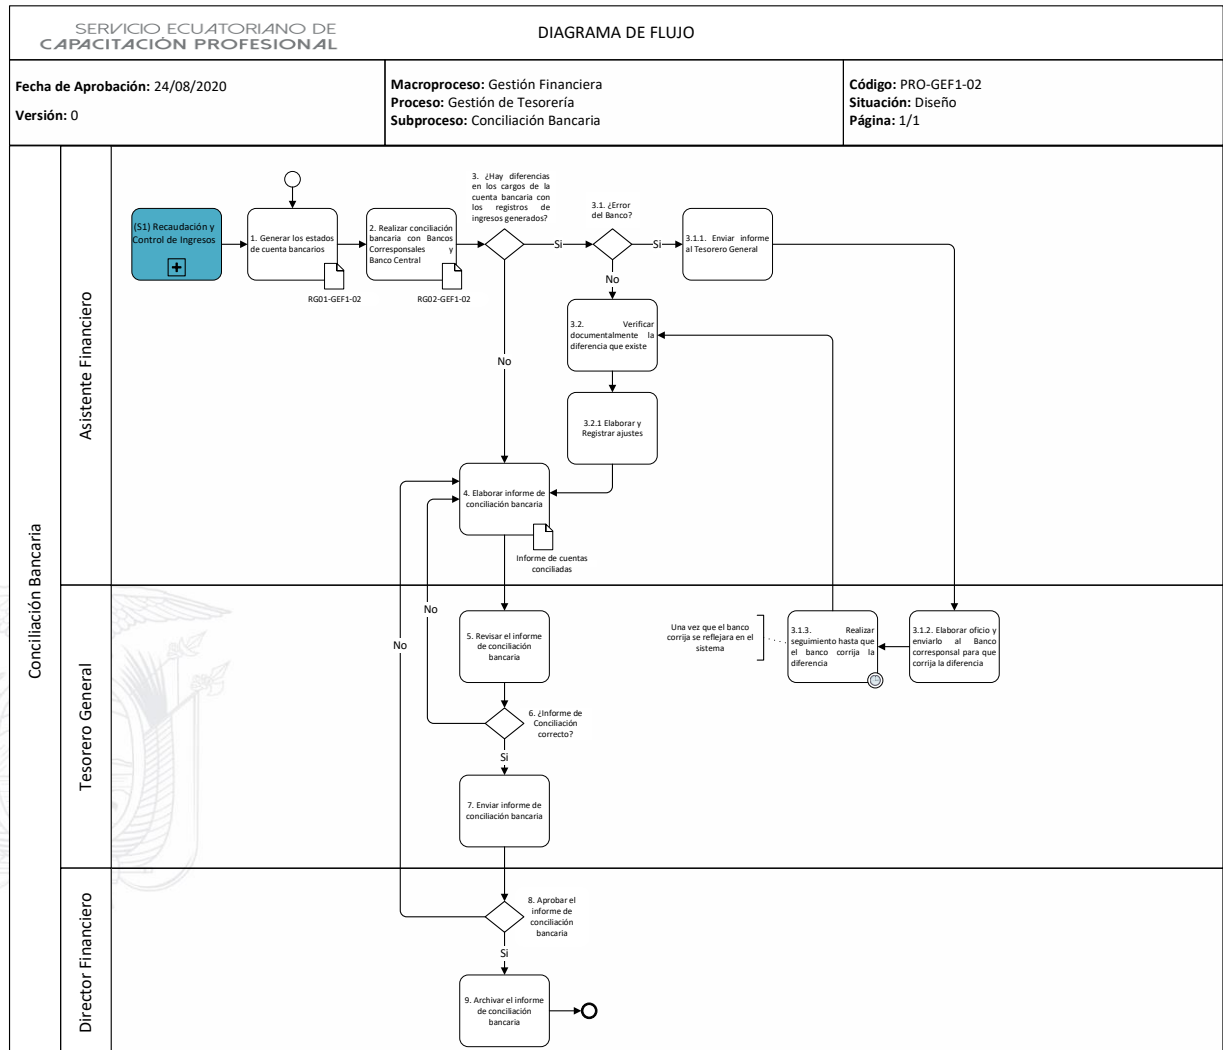 SERVICIO ECUATORIANO DE
CAPACITACIÓN PROFESIONAL
DIAGRAMA DE FLUJO
Fecha de Aprobación: 24/08/2020
Versión: 0
Macroproceso: Gestión Financiera
Proceso: Gestión de Tesorería
Subproceso: Conciliación Bancaria
Código: PRO-GEF1-02
Situación: Diseño
Página: 1/1
Conciliación Bancaria
Asistente Financiero
(S1) Recaudación y
Control de Ingresos
1. Generar los estados
de cuenta bancarios
RG01-GEF1-02
2. Realizar conciliación
bancaria con Bancos
Corresponsales y
Banco Central
RG02-GEF1-02
3. ¿Hay diferencias
en los cargos de la
cuenta bancaria con
los registros de
ingresos generados?
Si
No
3.1. ¿Error
del Banco?
Si
No
3.1.1. Enviar informe
al Tesorero General
3.2. Verificar
documentalmente la
diferencia que existe
3.2.1 Elaborar y
Registrar ajustes
4. Elaborar informe de
conciliación bancaria
Informe de cuentas
conciliadas
Tesorero General
No
No
5. Revisar el informe
de conciliación
bancaria
Una vez que el banco
corrija se reflejara en el
sistema
3.1.3. Realizar
seguimiento hasta que
el banco corrija la
diferencia
3.1.2. Elaborar oficio y
enviarlo al Banco
corresponsal para que
corrija la diferencia
6. ¿Informe de
Conciliación
correcto?
Si
7. Enviar informe de
conciliación bancaria
Director Financiero
8. Aprobar el
informe de
conciliación
bancaria
Si
9. Archivar el informe
de conciliación
bancaria